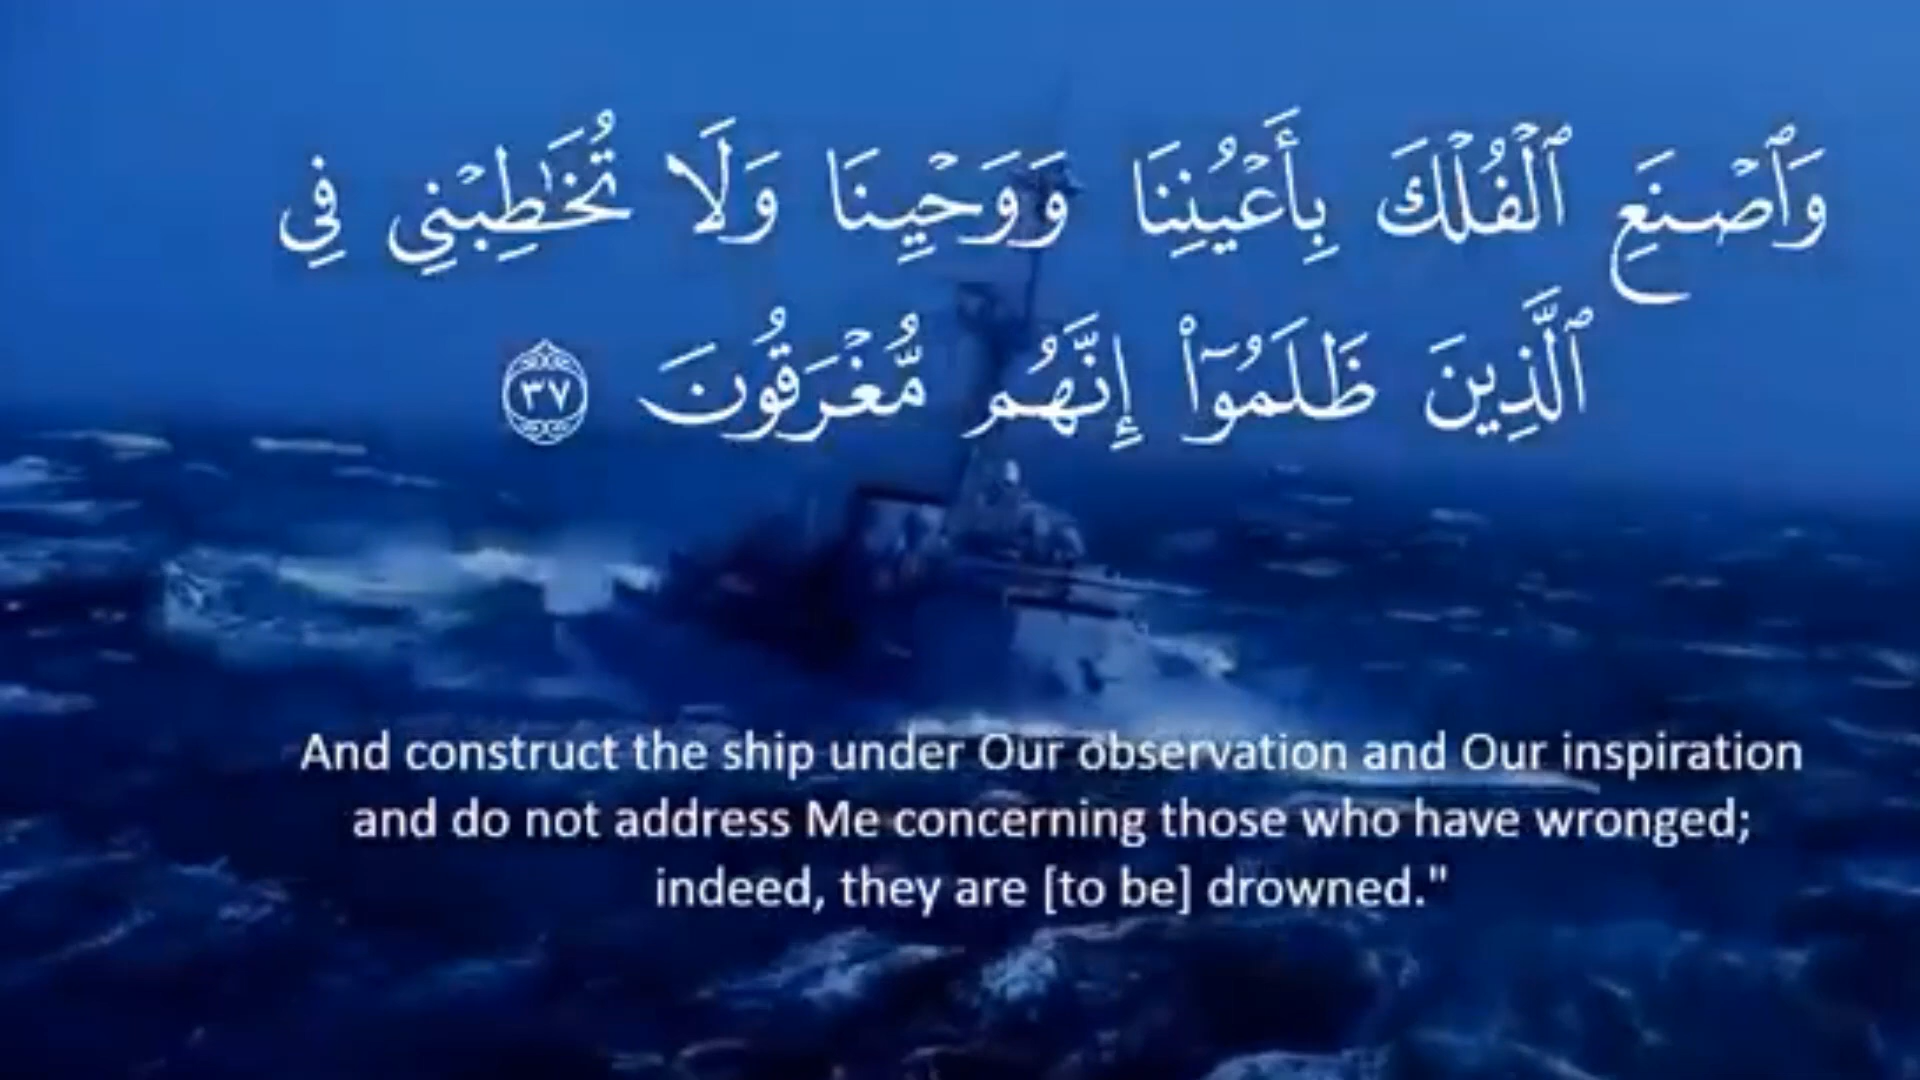 وَٱصْنَعِ ٱلْفُلْكَ بِأَعْيُنِنَا وَوَحْيِنَا وَلَا تُخَـٰطِبْنِي فِي
ٱلَّذِينَ ظَلَمُوٓا۟ إِنَّهُم مُّغْرَقُونَ ٣٧
And construct the ship under Our observation and Our inspiration
and do not address Me concerning those who have wronged;
indeed, they are [to be] drowned."